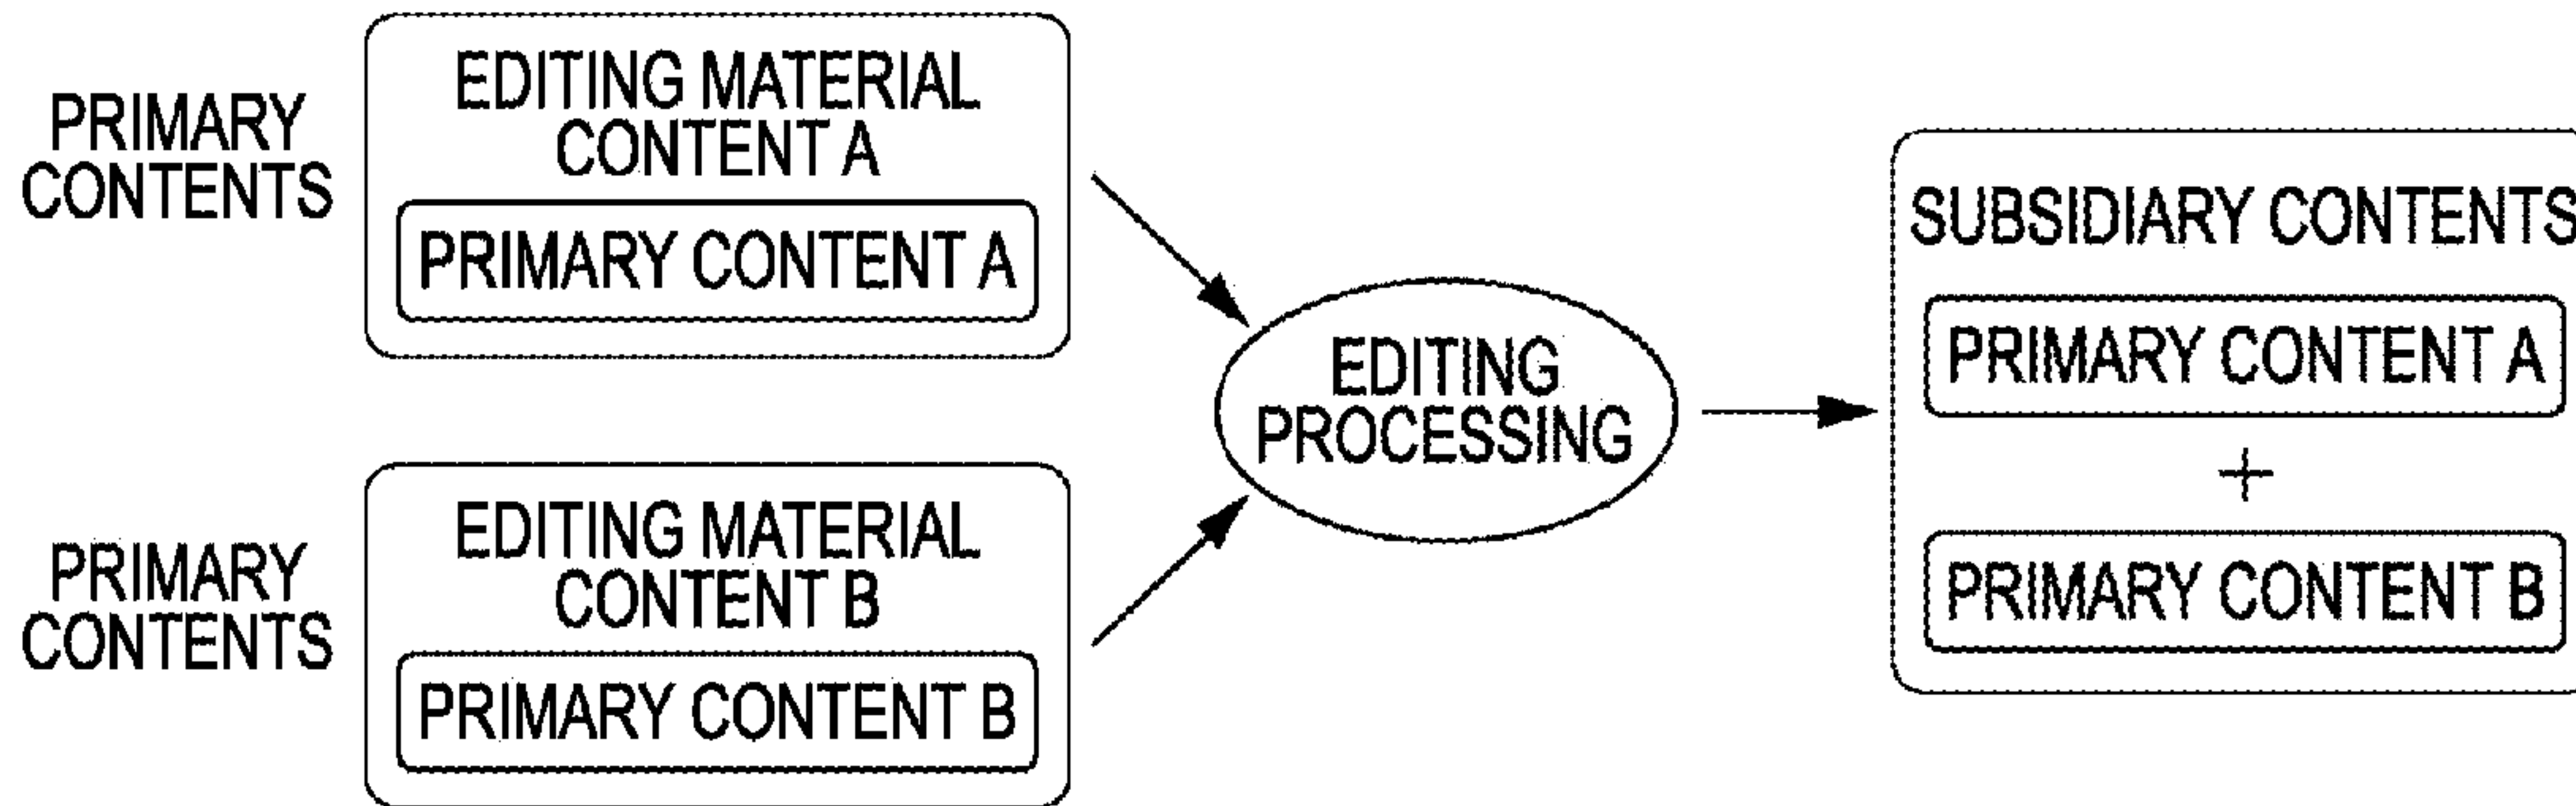 PRIMARY
CONTENTS
EDITING MATERIAL
CONTENT A
PRIMARY CONTENT A
PRIMARY
CONTENTS
EDITING MATERIAL
CONTENT B
PRIMARY CONTENT B
EDITING
PROCESSING
SUBSIDIARY CONTENTS
PRIMARY CONTENT A
+
PRIMARY CONTENT B